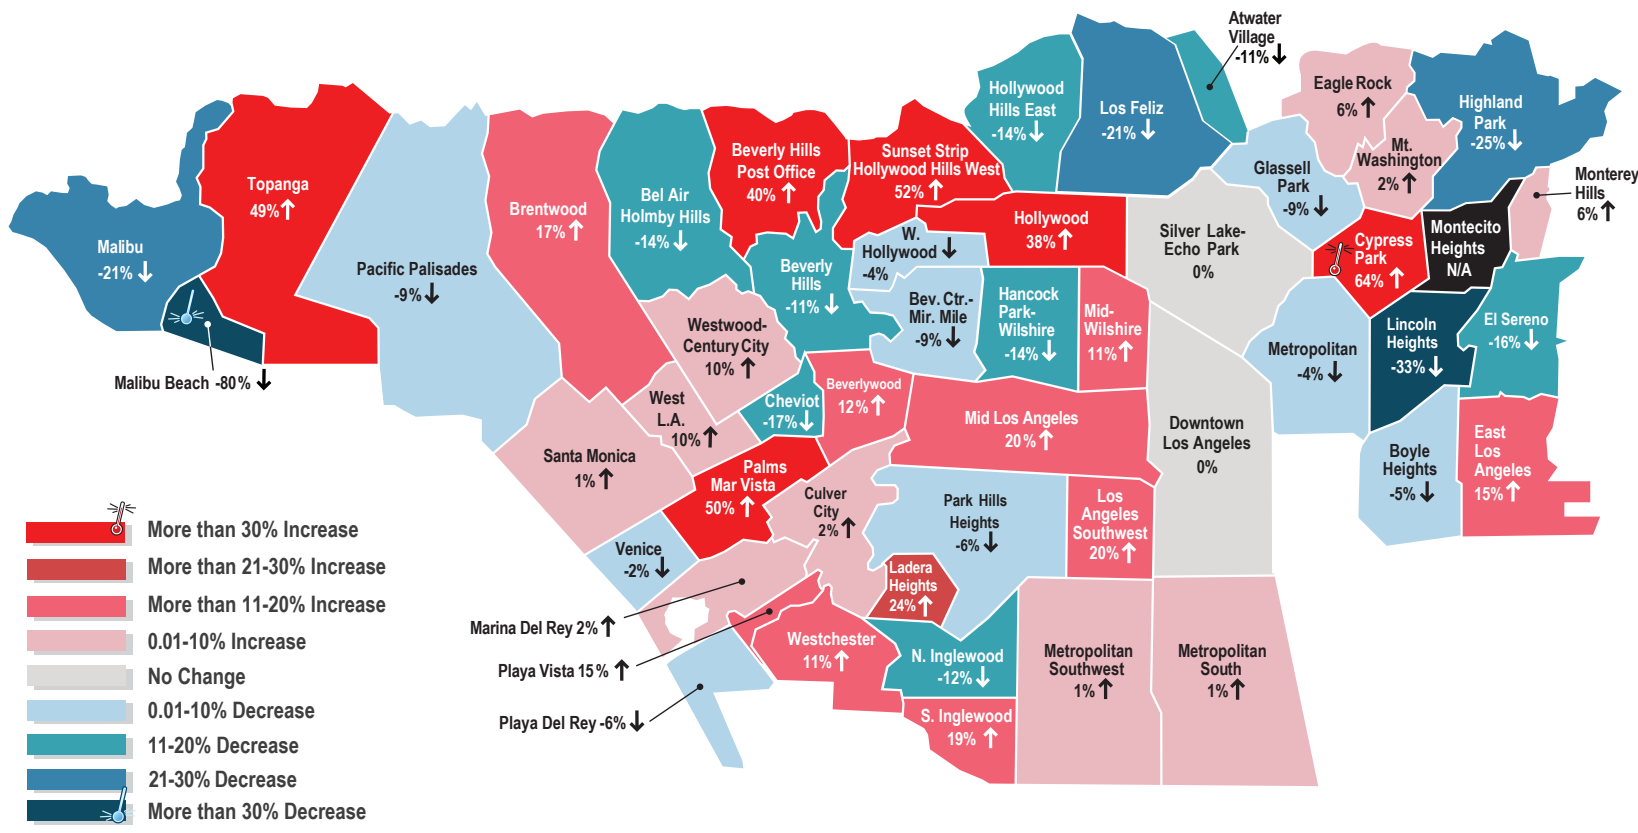 Atwater
Village
-11%
Hollywood
Hills East
-14%
Los Feliz
-21%
Eagle Rock
6%
Highland
Park
-25%
Mt.
Washington
2%
Glassell
Park
-9%
Monterey
Hills
6%
Topanga
49%
Malibu
-21%
Pacific Palisades
-9%
Brentwood
17%
Bel Air
Holmby Hills
-14%
Beverly Hills
Post Office
40%
Sunset Strip
Hollywood Hills West
52%
Hollywood
38%
W.
Hollywood
-4%
Beverly
Hills
-11%
Silver Lake-
Echo Park
0%
Cypress
Park
64%
Montecito
Heights
N/A
Malibu Beach -80%
Westwood-
Century City
10%
Bev. Ctr.-
Mir. Mile
-9%
Hancock
Park-
Wilshire
-14%
Mid-
Wilshire
11%
Metropolitan
-4%
Lincoln
Heights
-33%
El Sereno
-16%
West
L.A.
10%
Cheviot
-17%
Beverlywood
12%
Mid Los Angeles
20%
Downtown
Los Angeles
0%
Boyle
Heights
-5%
East
Los
Angeles
15%
Santa Monica
1%
Palms
Mar Vista
50%
Culver
City
2%
Park Hills
Heights
-6%
Los
Angeles
Southwest
20%
Venice
-2%
Ladera
Heights
24%
Marina Del Rey 2%
Playa Vista 15%
Playa Del Rey -6%
Westchester
11%
N. Inglewood
-12%
S. Inglewood
19%
Metropolitan
Southwest
1%
Metropolitan
South
1%
More than 30% Increase
More than 21-30% Increase
More than 11-20% Increase
0.01-10% Increase
No Change
0.01-10% Decrease
11-20% Decrease
21-30% Decrease
More than 30% Decrease